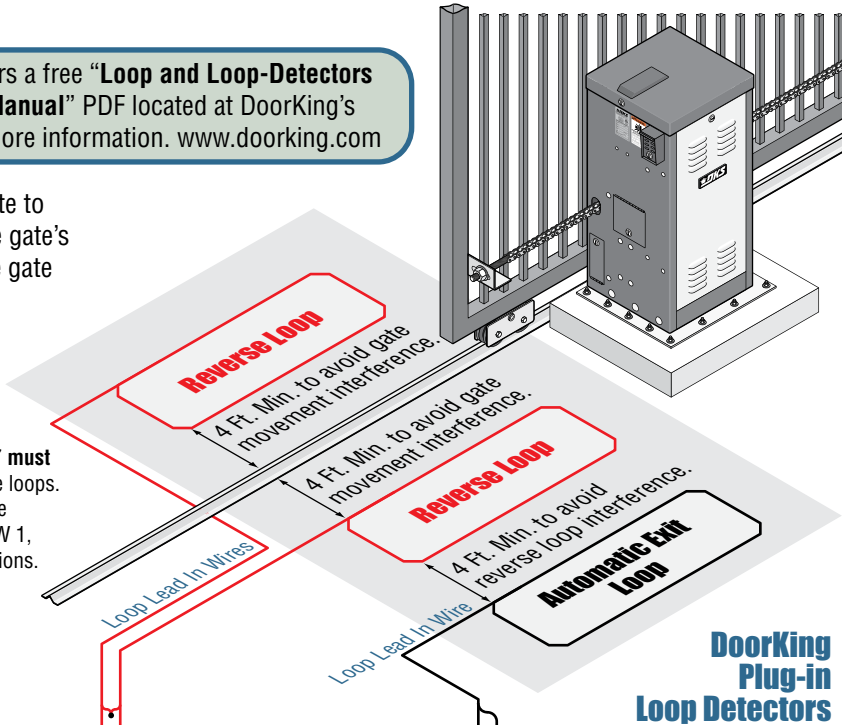 rs a free “Loop and Loop-Detectors
Manual” PDF located at DoorKing's
ore information. www.doorking.com
te to
e gate's
e gate
DKS
Reverse Loop
4 Ft. Min. to avoid gate
movement interference.
4 Ft. Min. to avoid gate
movement interference.
Reverse Loop
must
e loops.
e
W 1,
ions.
4 Ft. Min. to avoid
reverse loop interference.
Automatic Exit
Loop
Loop Lead In Wires
Loop Lead In Wire
DoorKing
Plug-in
Loop Detectors